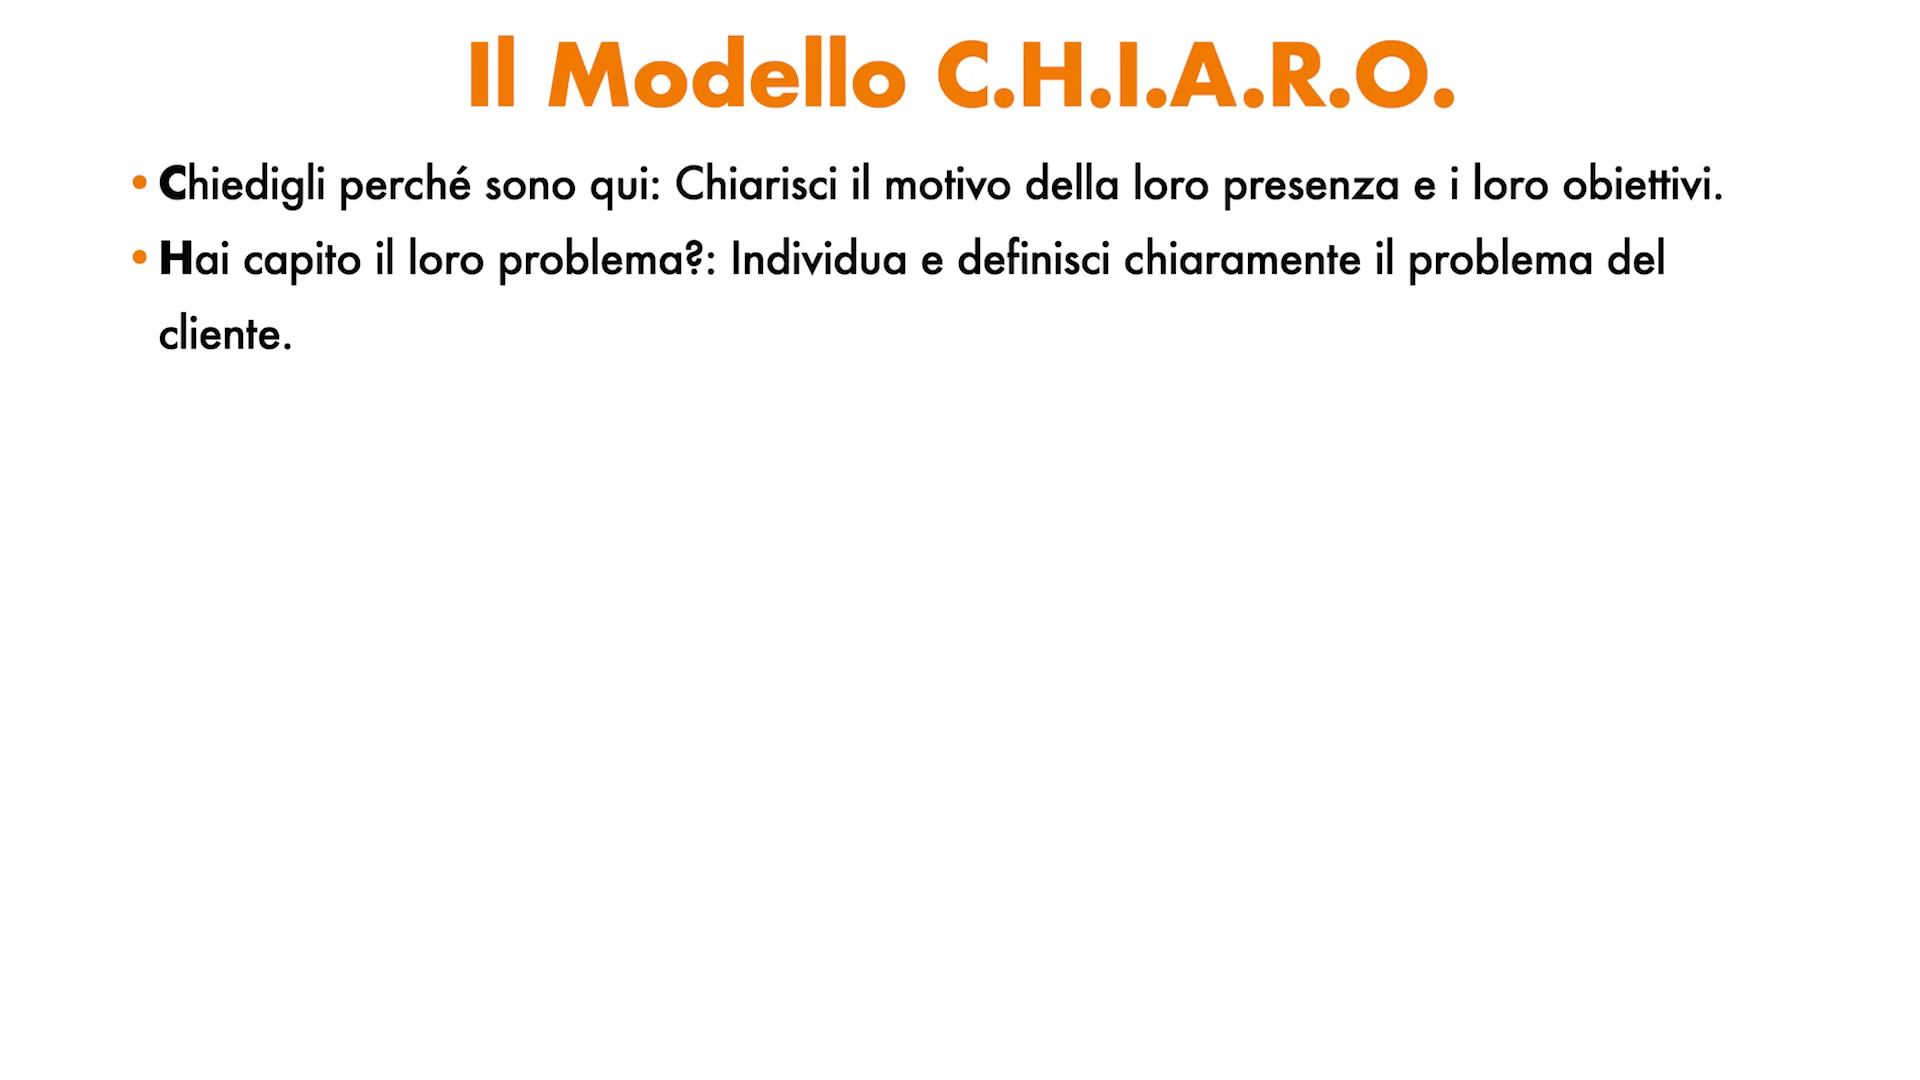 Il Modello C.H.I.A.R.O.
• Chiedigli perché sono qui: Chiarisci il motivo della loro presenza e i loro obiettivi.
• Hai capito il loro problema?: Individua e definisci chiaramente il problema del
cliente.